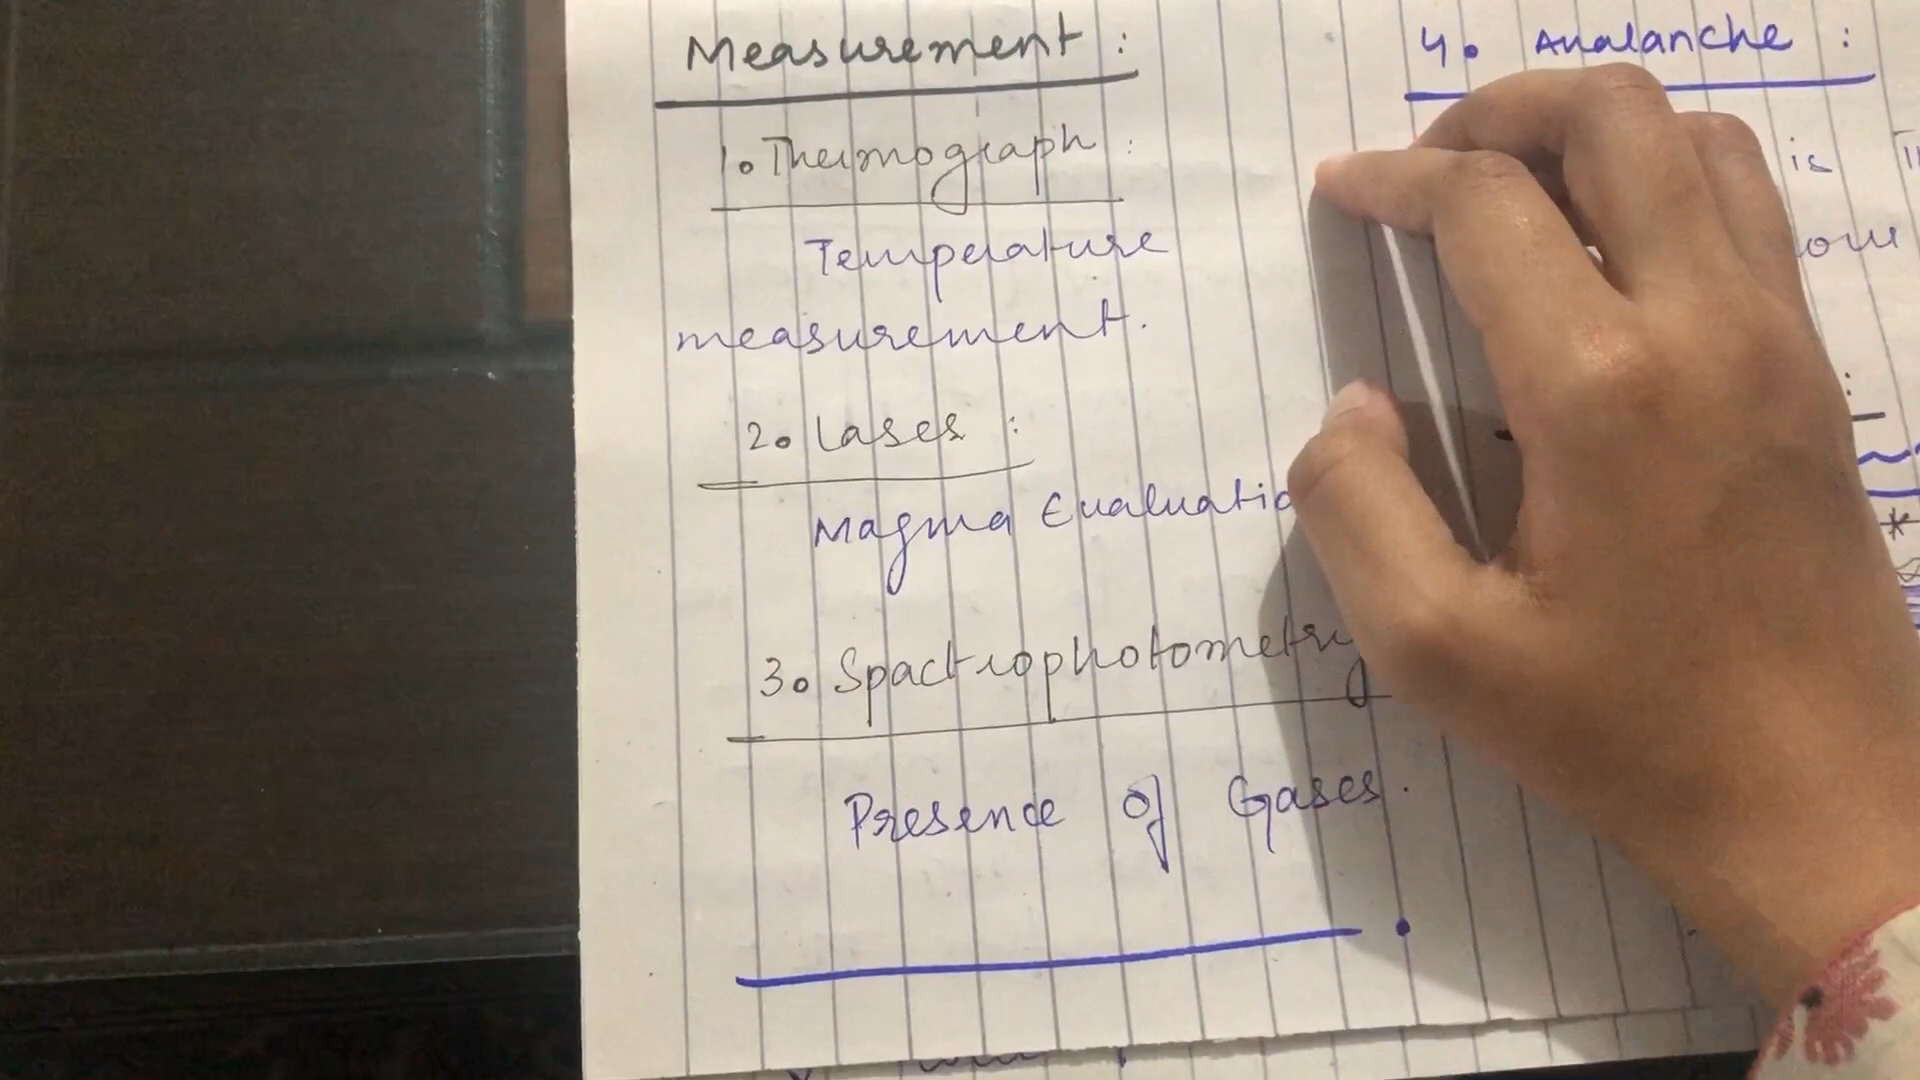 Measurement :
1. Thermograph :
Temperature
measurement.
2. Lases :
Magma Evaluatio
3. Spactrophotometry
Presence Of Gases.
4. Avalanche :
is